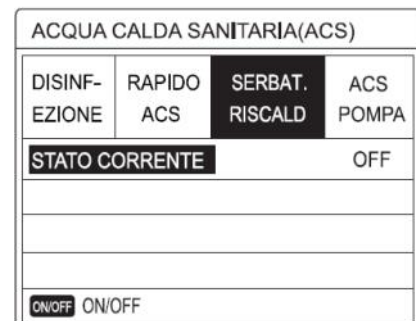 ACQUA CALDA SANITARIA(ACS)
DISINF- RAPIDO SERBAT. ACS
EZIONE ACS RISCALD POMPA
STATO CORRENTE OFF
ON/OFF ON/OFF